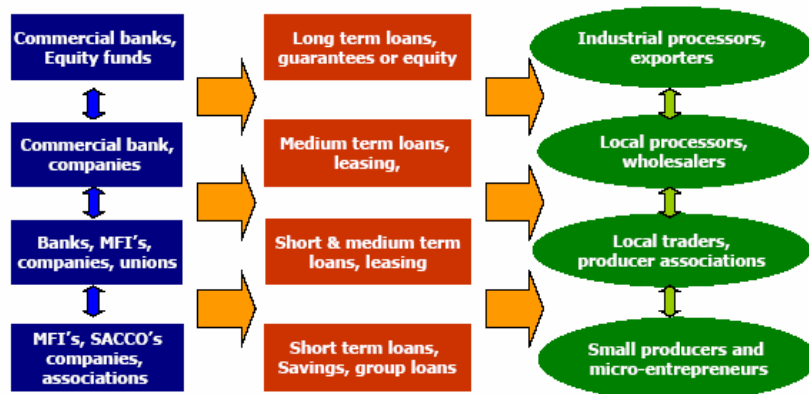 Commercial banks,
Equity funds
Long term loans,
guarantees or equity
Industrial processors,
exporters
Commercial bank,
companies
Medium term loans,
leasing,
Local processors,
wholesalers
Banks, MFI's,
companies, unions
Short & medium term
loans, leasing
Local traders,
producer associations
MFI's, SACCO's
companies,
associations
Short term loans,
Savings, group loans
Small producers and
micro-entrepreneurs